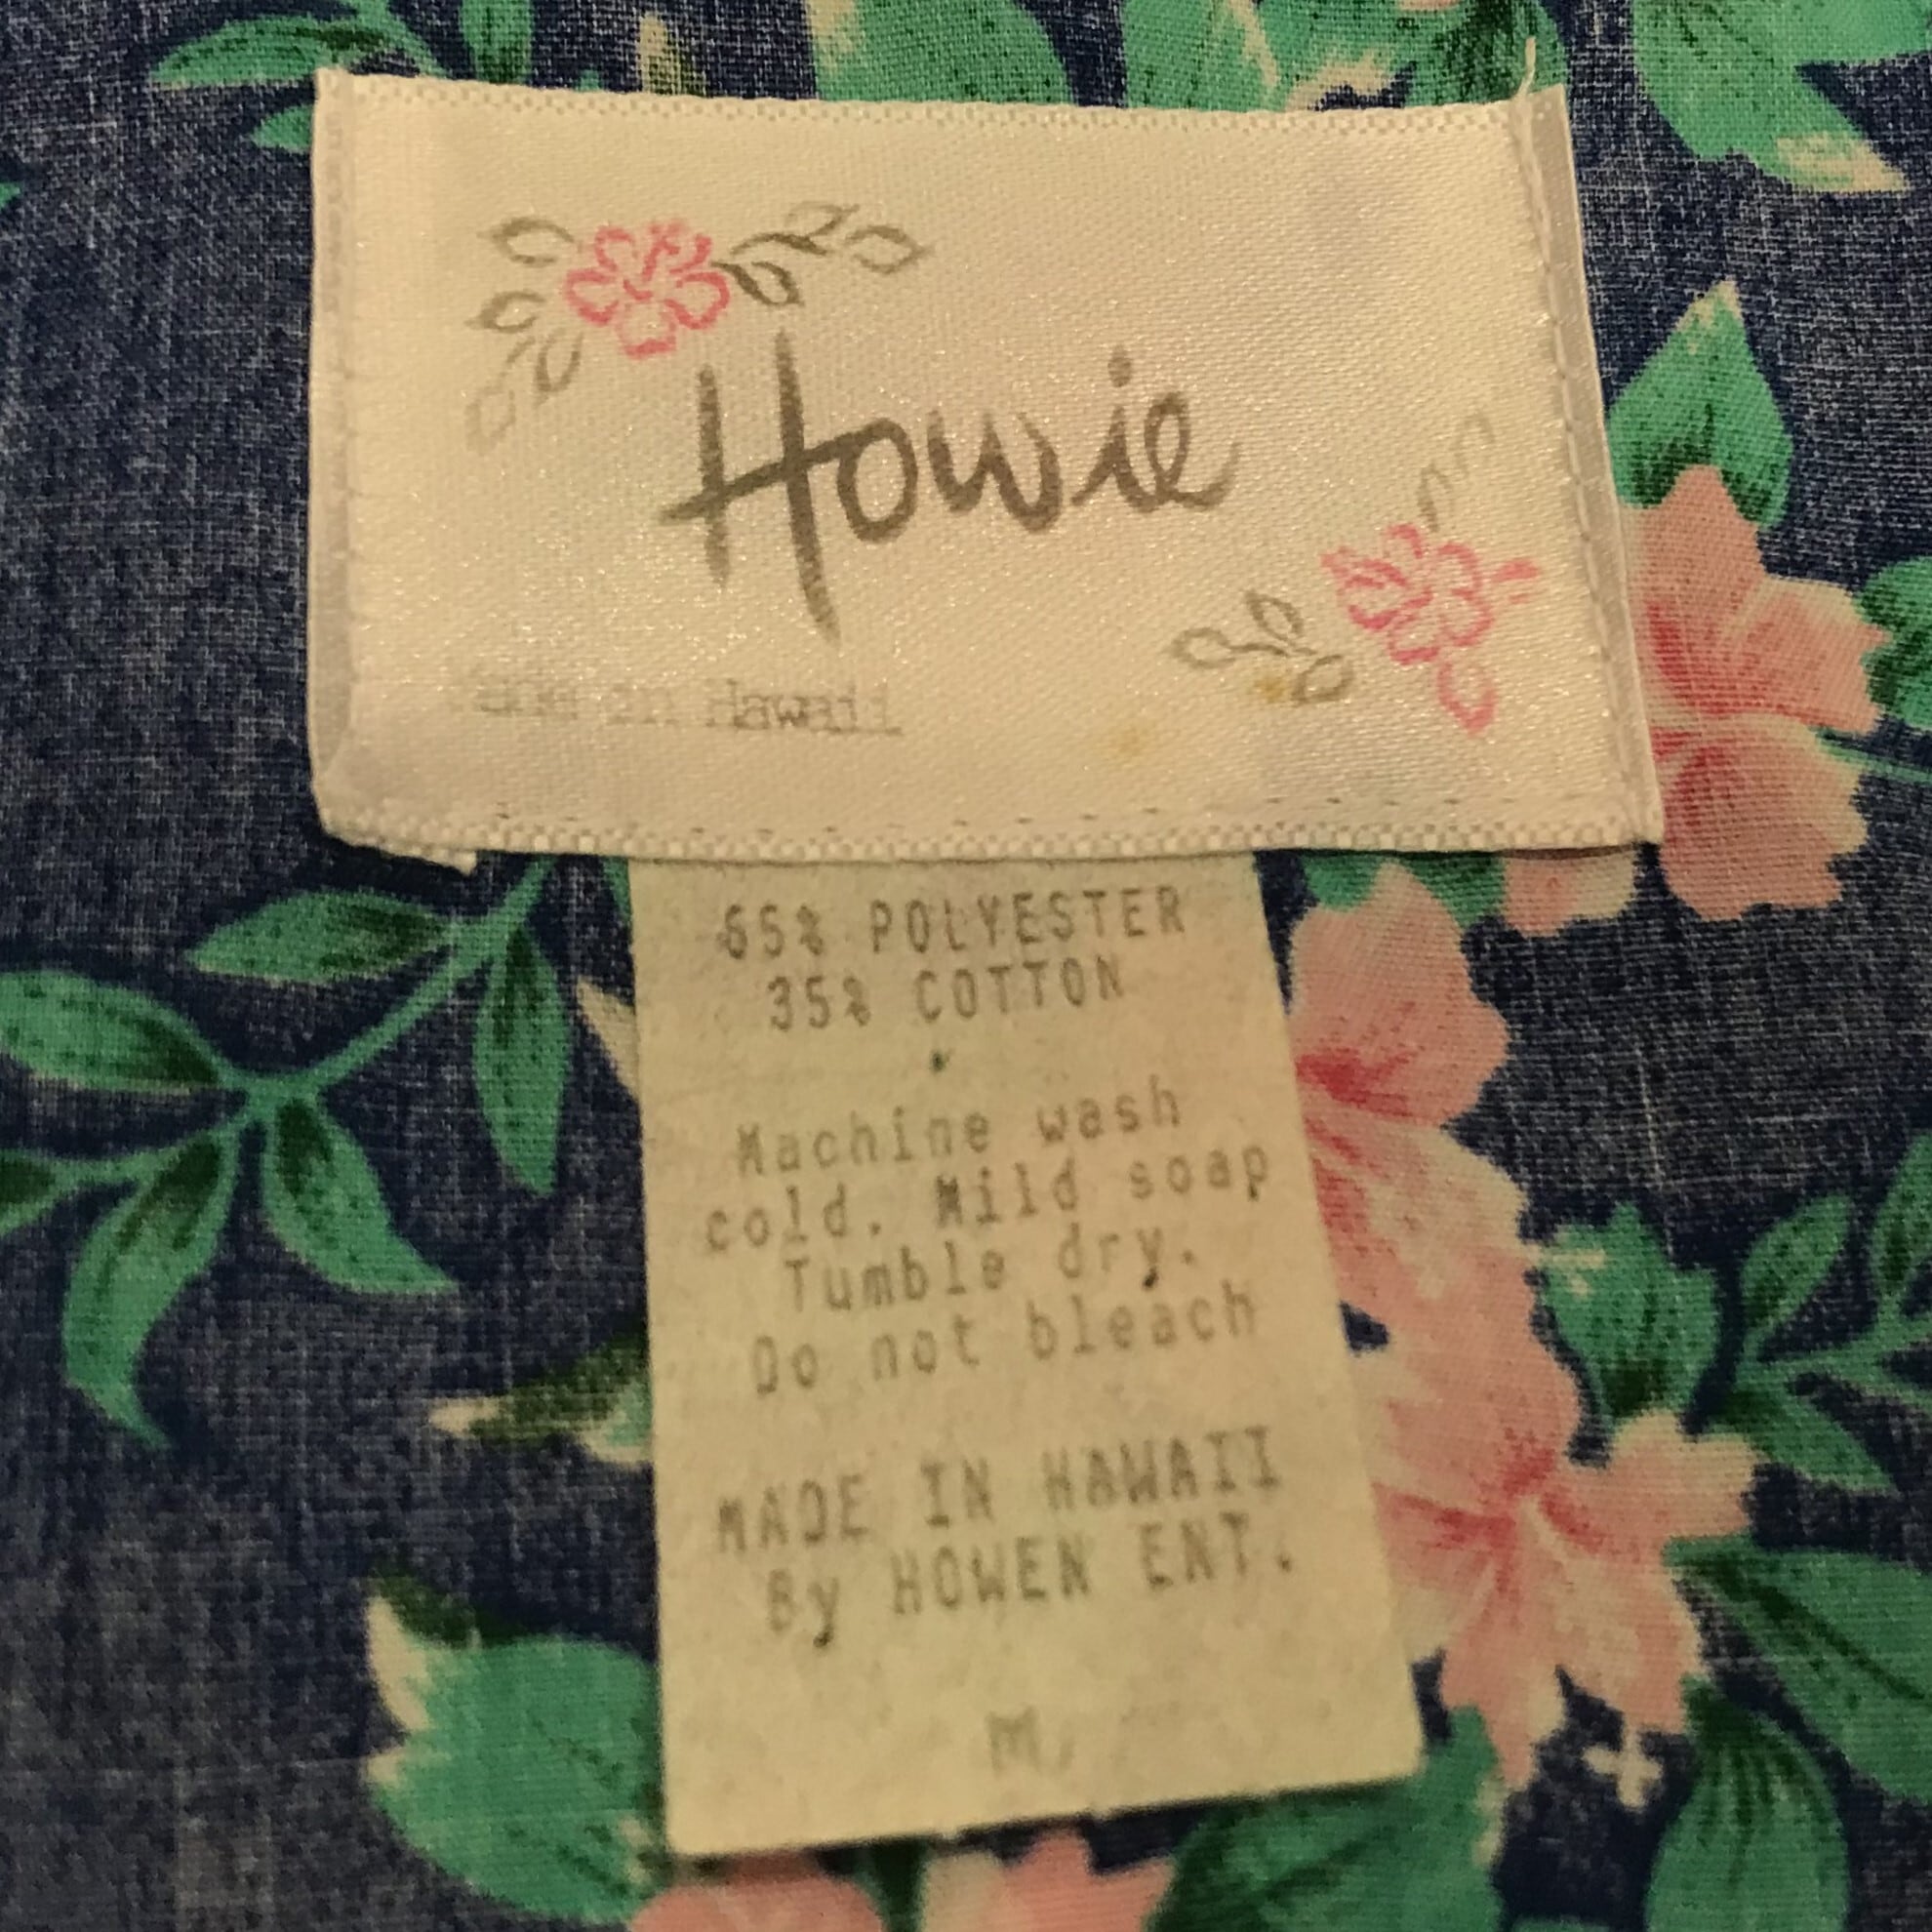 Howie
Made in Hawaii
65% POLYESTER
35% COTTON
Machine wash
cold. Mild soap
Tumble dry.
Do not bleach
MADE IN HAWAII
By HOWEN ENT.
M